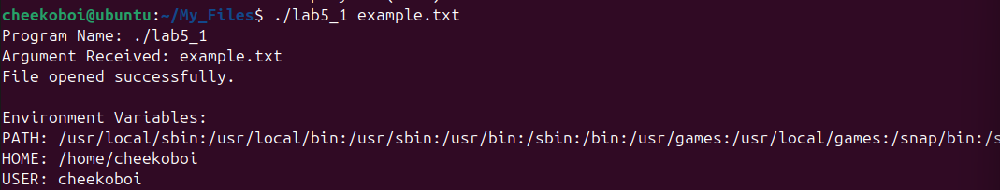 cheekoboi@ubuntu:~/My_Files$ ./lab5_1 example.txt
Program Name: ./lab5_1
Argument Received: example.txt
File opened successfully.
Environment Variables:
PATH: /usr/local/sbin:/usr/local/bin:/usr/sbin:/usr/bin:/sbin:/bin:/usr/games:/usr/local/games:/snap/bin:/s
HOME: /home/cheekoboi
USER: cheekoboi